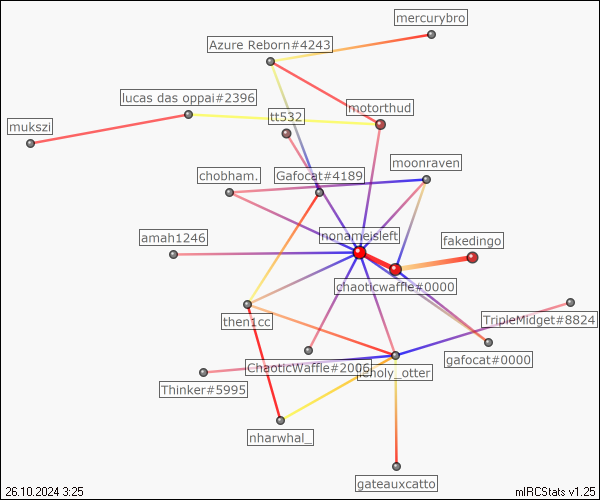 mercurybro
Azure Reborn#4243
lucas das oppai#2396
motorthud
tt532
mukszi
moonraven
chobham.
Gafocat#4189
nonameisleft
amah1246
fakedingo
chaoticwaffle#0000
TripleMidget#8824
then1cc
gafocat#0000
ChaoticWaffle#2006
Thinker#5995
nharwhal_
gateauxcatto
26.10.2024 3:25
mIRCStats v1.25